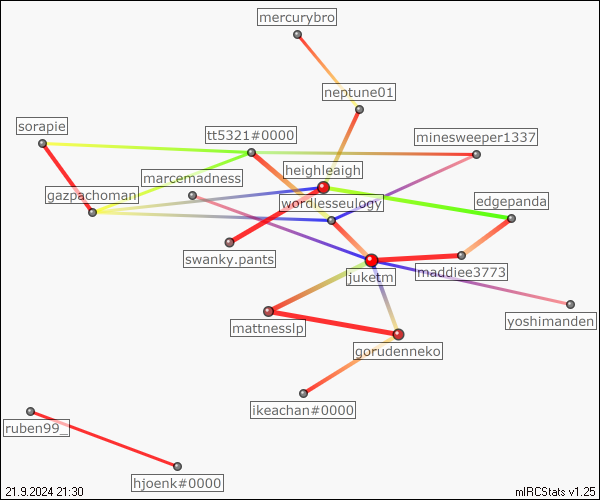 mercurybro
neptune01
sorapie
tt5321#0000
minesweeper1337
marcemadness
heighleaigh
gazpachoman
wordlesseulogy
edgepanda
swanky.pants
juketm
maddiee3773
mattnesslp
yoshimanden
gorudenneko
ikeachan#0000
ruben99_
hjoenk#0000
21.9.2024 21:30
mIRCStats v1.25